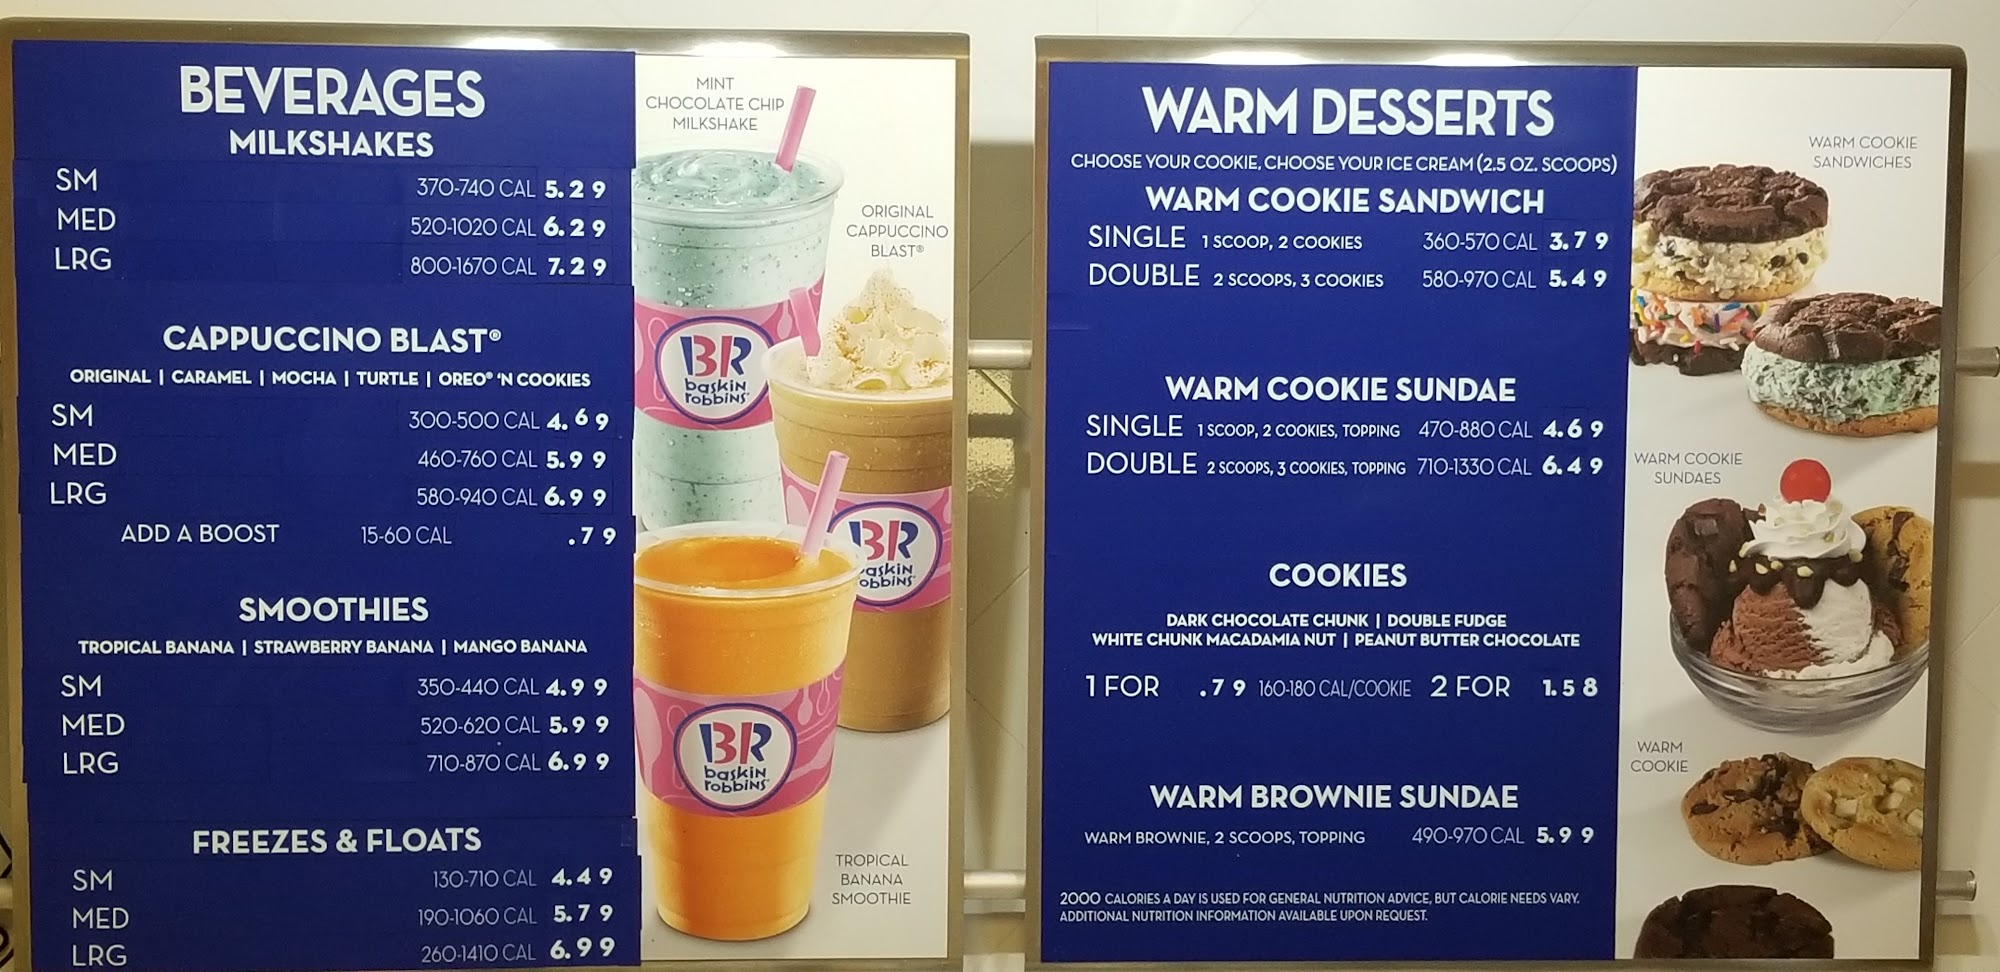 BEVERAGES
MILKSHAKES
SM 370-740 CAL 5.29
MED 520-1020 CAL 6.29
LRG 800-1670 CAL 7.29
CAPPUCCINO BLAST®
ORIGINAL | CARAMEL | MOCHA | TURTLE | OREO® 'N COOKIES
SM 300-500 CAL 4.69
MED 460-760 CAL 5.99
LRG 580-940 CAL 6.99
ADD A BOOST 15-60 CAL .79
SMOOTHIES
TROPICAL BANANA | STRAWBERRY BANANA | MANGO BANANA
SM 350-440 CAL 4.99
MED 520-620 CAL 5.99
LRG 710-870 CAL 6.99
FREEZES & FLOATS
SM 130-710 CAL 4.49
MED 190-1060 CAL 5.79
LRG 260-1410 CAL 6.99
MINT
CHOCOLATE CHIP
MILKSHAKE
ORIGINAL
CAPPUCCINO
BLAST®
BR
baskin
robbins
BR
askin
obbins
BR
baskin
robbins
TROPICAL
BANANA
SMOOTHIE
WARM DESSERTS
CHOOSE YOUR COOKIE, CHOOSE YOUR ICE CREAM (2.5 OZ. SCOOPS)
WARM COOKIE SANDWICH
SINGLE 1 SCOOP, 2 COOKIES 360-570 CAL 3.79
DOUBLE 2 SCOOPS, 3 COOKIES 580-970 CAL 5.49
WARM COOKIE SUNDAE
SINGLE 1 SCOOP, 2 COOKIES, TOPPING 470-880 CAL 4.69
DOUBLE 2 SCOOPS, 3 COOKIES, TOPPING 710-1330 CAL 6.49
COOKIES
DARK CHOCOLATE CHUNK | DOUBLE FUDGE
WHITE CHUNK MACADAMIA NUT | PEANUT BUTTER CHOCOLATE
1 FOR .79 160-180 CAL/COOKIE 2 FOR 1.58
WARM BROWNIE SUNDAE
WARM BROWNIE, 2 SCOOPS, TOPPING 490-970 CAL 5.99
2000 CALORIES A DAY IS USED FOR GENERAL NUTRITION ADVICE, BUT CALORIE NEEDS VARY.
ADDITIONAL NUTRITION INFORMATION AVAILABLE UPON REQUEST.
WARM COOKIE
SANDWICHES
WARM COOKIE
SUNDAES
WARM
COOKIE